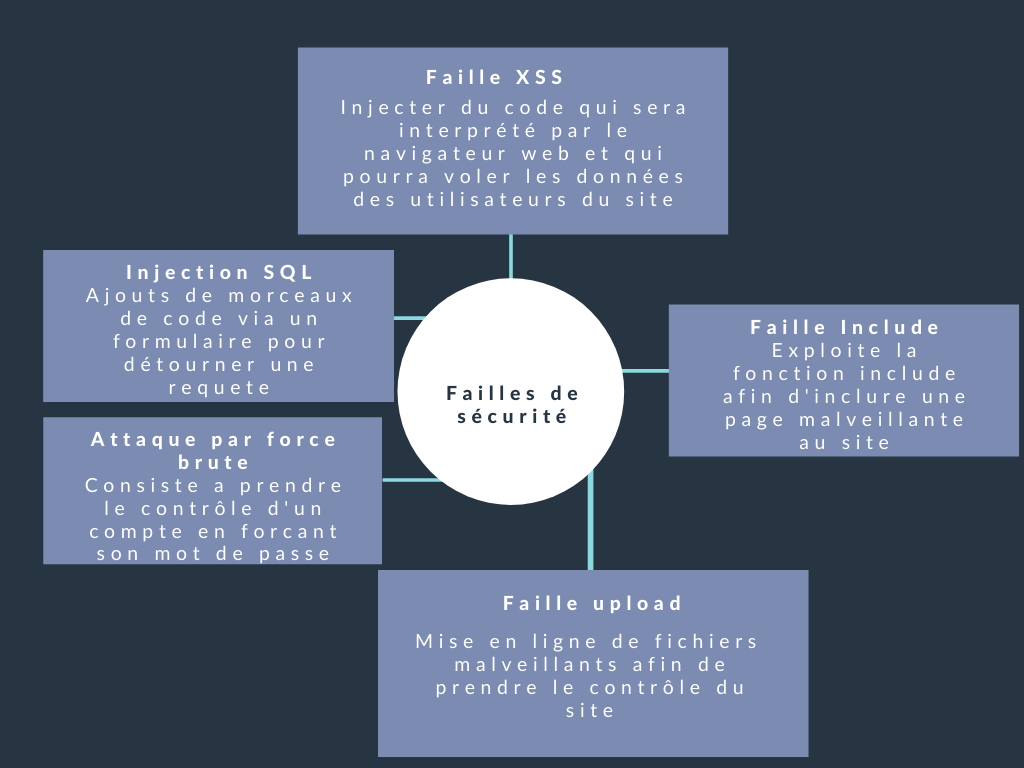 Faille XSS
Injecter du code qui sera
interprété par le
navigateur web et qui
pourra voler les données
des utilisateurs du site
Injection SQL
Ajouts de morceaux
de code via un
formulaire pour
détourner une
requete
Failles de
sécurité
Faille Include
Exploite la
fonction include
afin d'inclure une
page malveillante
au site
Attaque par force
brute
Consiste a prendre
le contrôle d'un
compte en forcant
son mot de passe
Faille upload
Mise en ligne de fichiers
malveillants afin de
prendre le contrôle du
site